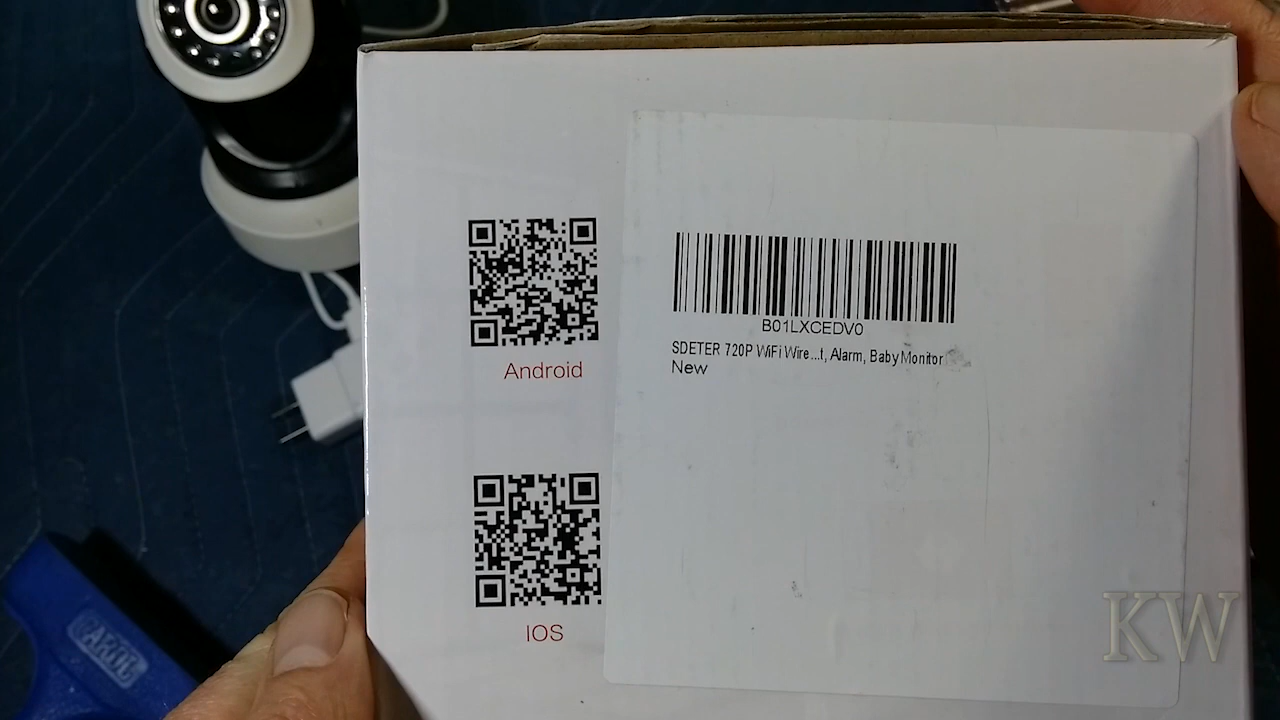 B01LXCEDV0
SDETER 720P WiFi Wire...t, Alarm, Baby Monitor
New
Android
IOS
KW